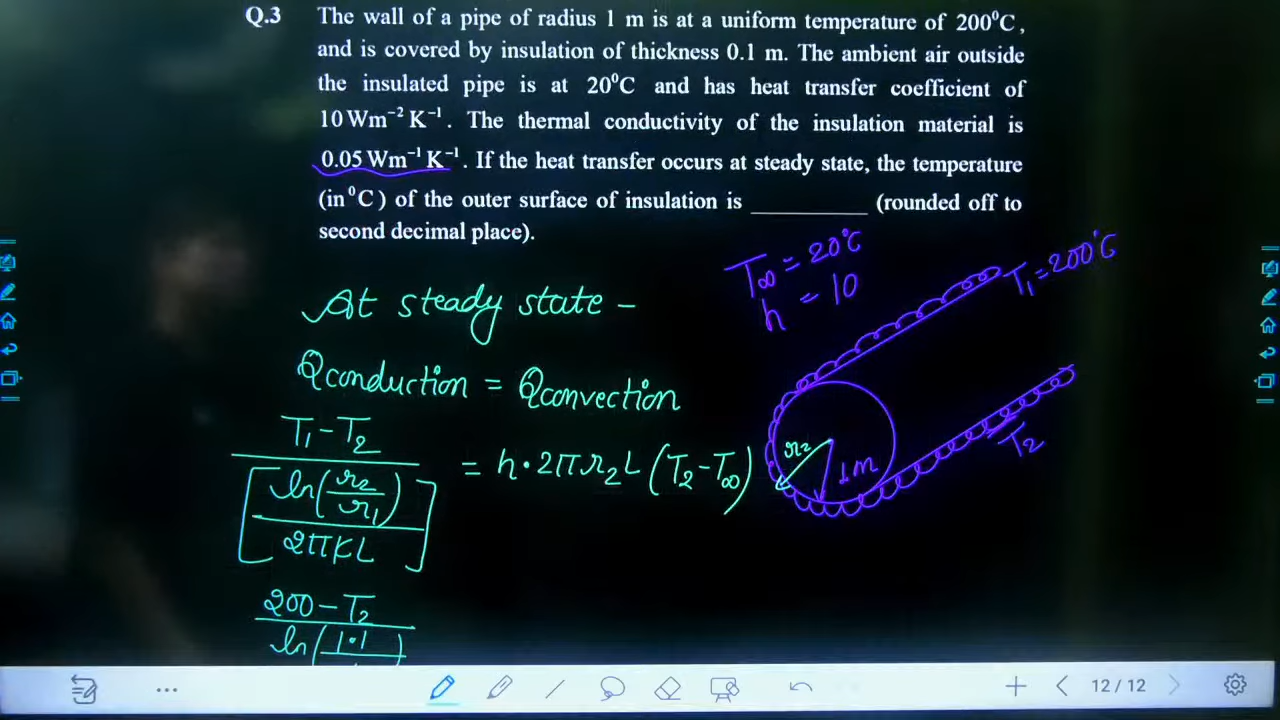 Q.3 The wall of a pipe of radius 1 m is at a uniform temperature of 200⁰C,
and is covered by insulation of thickness 0.1 m. The ambient air outside
the insulated pipe is at 20⁰C and has heat transfer coefficient of
10 Wm⁻² K⁻¹. The thermal conductivity of the insulation material is
0.05 Wm⁻¹ K⁻¹. If the heat transfer occurs at steady state, the temperature
(in ⁰C) of the outer surface of insulation is __________ (rounded off to
second decimal place).
T∞ = 20°C
h = 10
T₁ = 200°C
T₂
r₂
1m
At steady state –
Qconduction = Qconvection
T₁ – T₂ / [ln(r₂/r₁) / 2πKL] = h·2πr₂L (T₂ – T∞)
200 – T₂
ln(1.1
12 / 12